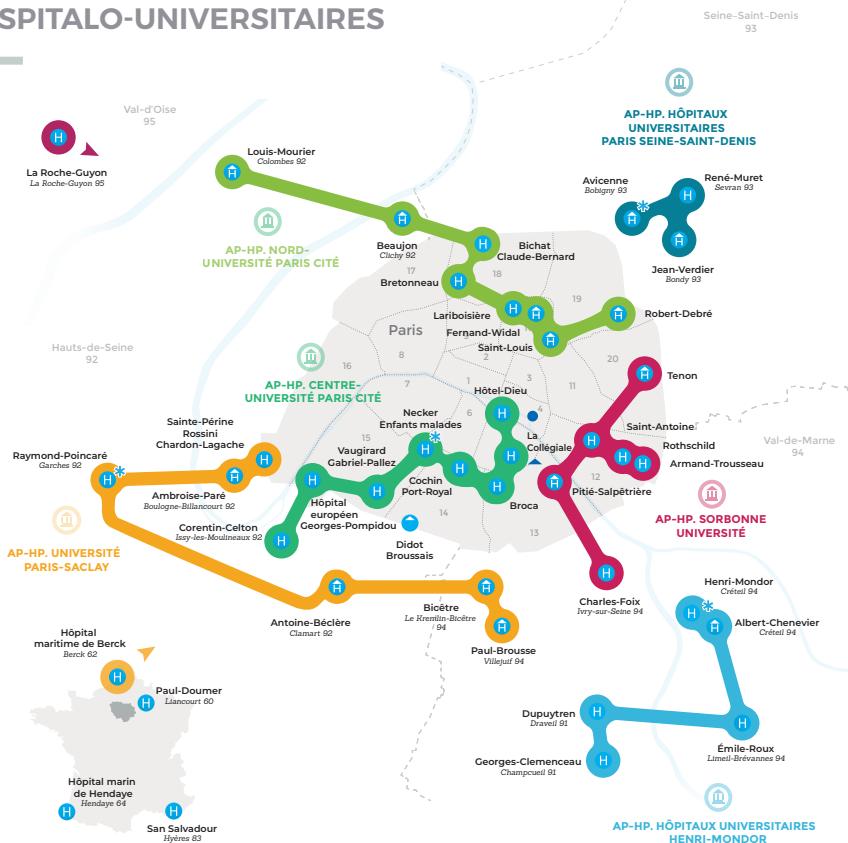 SPITALO-UNIVERSITAIRES
Seine-Saint-Denis
93
Val-d'Oise
95
AP-HP. HÔPITAUX
UNIVERSITAIRES
PARIS SEINE-SAINT-DENIS
La Roche-Guyon
La Roche-Guyon 95
Louis-Mourier
Colombes 92
Avicenne
Bobigny 93
René-Muret
Sevran 93
Jean-Verdier
Bondy 93
AP-HP. NORD-
UNIVERSITÉ PARIS CITÉ
Beaujon
Clichy 92
Bichat
Claude-Bernard
17
18
Bretonneau
19
Lariboisière
Fernand-Widal
Saint-Louis
Robert-Debré
Paris
Hauts-de-Seine
92
8
2
16
20
7
1
3
11
AP-HP. CENTRE-
UNIVERSITÉ PARIS CITÉ
Hôtel-Dieu
Tenon
Necker
Enfants malades
6
4
Sainte-Périne
Rossini
Chardon-Lagache
15
La
Collégiale
Saint-Antoine
Rothschild
Armand-Trousseau
Val-de-Marne
94
Raymond-Poincaré
Garches 92
Vaugirard
Gabriel-Pallez
Cochin
Port-Royal
12
Pitié-Salpêtrière
Ambroise-Paré
Boulogne-Billancourt 92
Hôpital
européen
Georges-Pompidou
Broca
14
13
Corentin-Celton
Issy-les-Moulineaux 92
AP-HP. SORBONNE
UNIVERSITÉ
AP-HP. UNIVERSITÉ
PARIS-SACLAY
Didot
Broussais
Charles-Foix
Ivry-sur-Seine 94
Henri-Mondor
Créteil 94
Albert-Chenevier
Créteil 94
Antoine-Béclère
Clamart 92
Bicêtre
Le Kremlin-Bicêtre
94
Paul-Brousse
Villejuif 94
Hôpital
maritime de Berck
Berck 62
Paul-Doumer
Liancourt 60
Dupuytren
Draveil 91
Georges-Clemenceau
Champcueil 91
Émile-Roux
Limeil-Brévannes 94
Hôpital marin
de Hendaye
Hendaye 64
San Salvadour
Hyères 83
AP-HP. HÔPITAUX UNIVERSITAIRES
HENRI-MONDOR